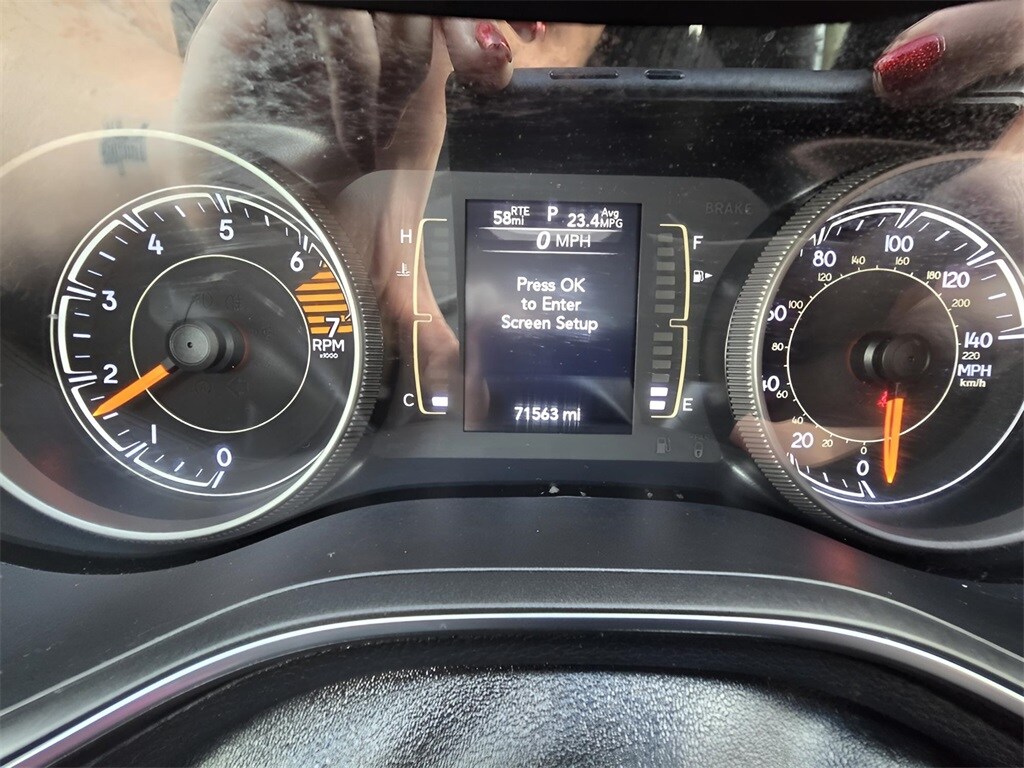 0
1
2
3
4
5
6
7
RPM
x1000
H
C
58mi RTE P 23.4 Avg MPG
0 MPH
Press OK
to Enter
Screen Setup
71563 mi
BRAKE
F
E
0
20
40
60
80
100
120
140
0
20
40
60
80
100
120
140
160
180
200
220
MPH
km/h